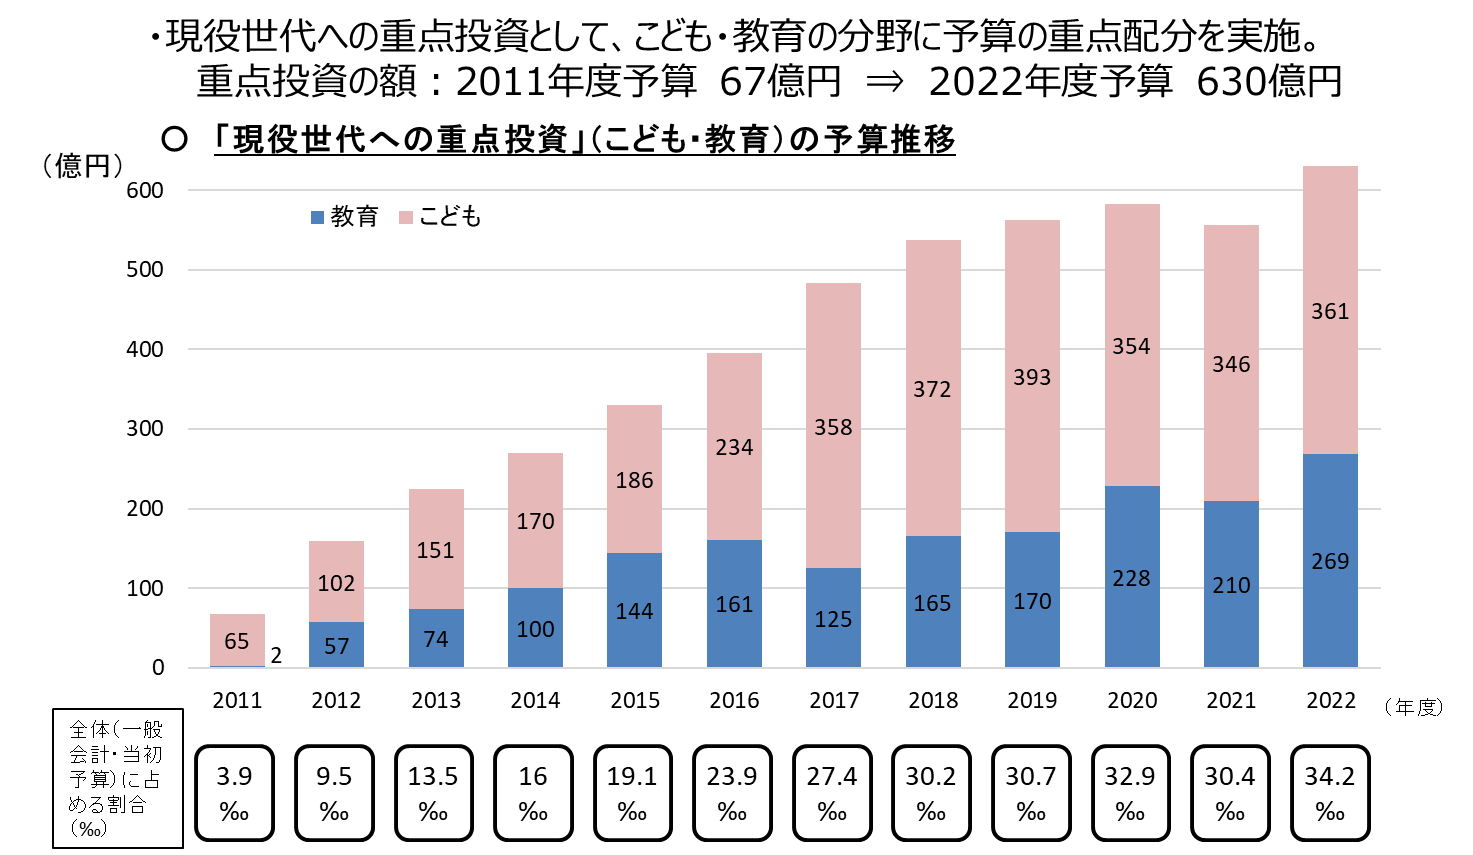 ・現役世代への重点投資として、こども・教育の分野に予算の重点配分を実施。
重点投資の額：2011年度予算 67億円 ⇒ 2022年度予算 630億円
○ 「現役世代への重点投資」（こども・教育）の予算推移
（億円）
600
500
400
300
200
100
0
教育 こども
65 102 151 170 186 234 358 372 393 354 346 361
2 57 74 100 144 161 125 165 170 228 210 269
2011 2012 2013 2014 2015 2016 2017 2018 2019 2020 2021 2022 （年度）
全体（一般
会計・当初
予算）に占
める割合
（‰）
3.9 9.5 13.5 16 19.1 23.9 27.4 30.2 30.7 32.9 30.4 34.2
‰ ‰ ‰ ‰ ‰ ‰ ‰ ‰ ‰ ‰ ‰ ‰